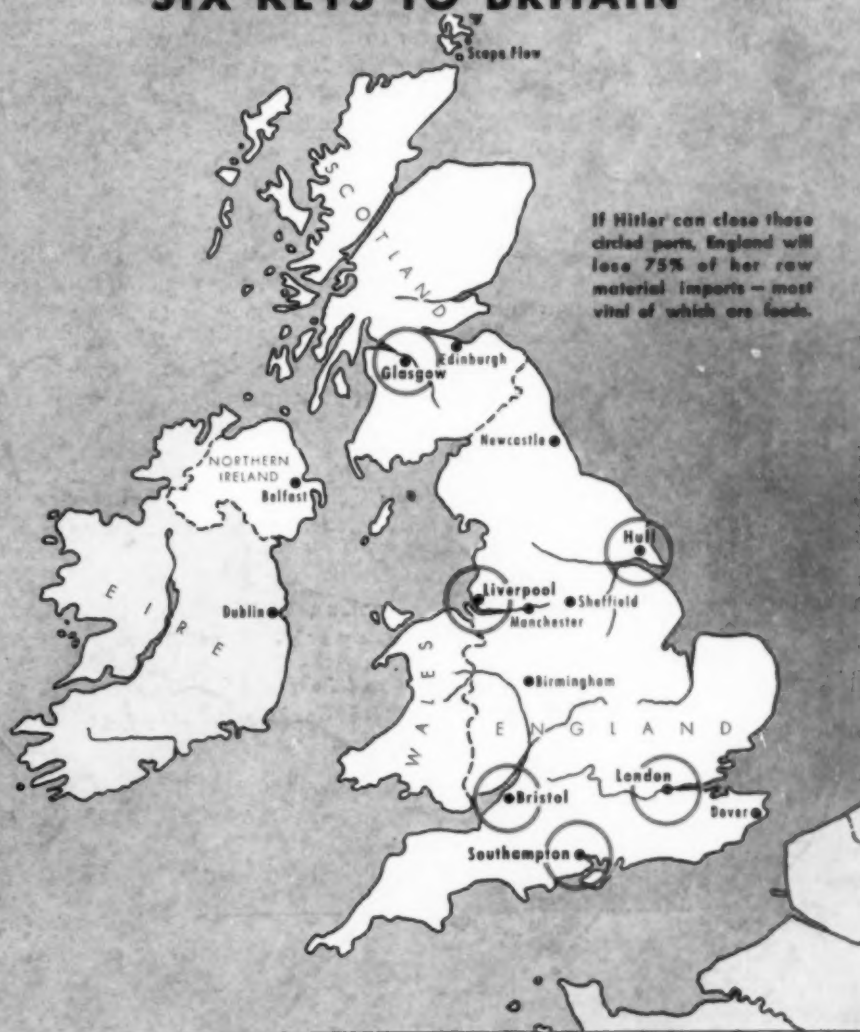 SIX KEYS TO BRITAIN
Scapa Flow
If Hitler can close these
circled ports, England will
lose 75% of her raw
material imports — most
vital of which are foods.
SCOTLAND
Edinburgh
Glasgow
Newcastle
NORTHERN
IRELAND
Belfast
Hull
EIRE
Dublin
Liverpool
Sheffield
Manchester
WALES
Birmingham
ENGLAND
London
Bristol
Dover
Southampton